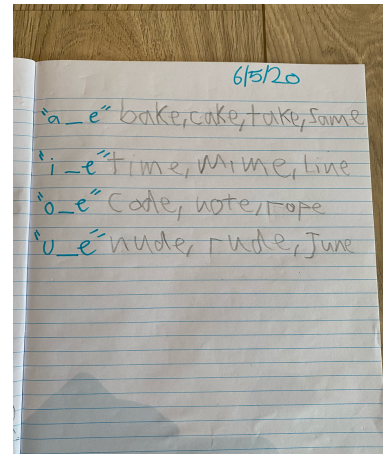 6/5/20
"a_e" bake, cake, take, same
"i_e" time, mime, line
"o_e" code, note, rope
"u_e" nude, rude, June